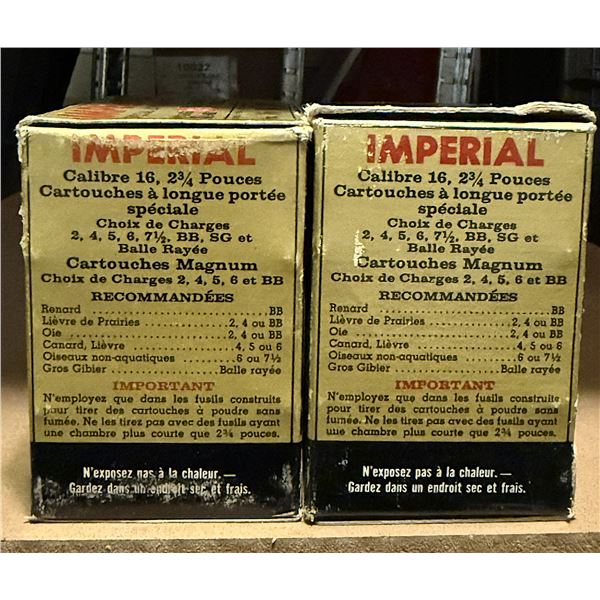 10027
IMPERIAL
Calibre 16, 2¾ Pouces
Cartouches à longue portée
spéciale
Choix de Charges
2, 4, 5, 6, 7½, BB, SG et
Balle Rayée
Cartouches Magnum
Choix de Charges 2, 4, 5, 6 et BB
RECOMMANDÉES
Renard ........ BB
Lièvre de Prairies ........ 2, 4 ou BB
Oie ........ 2, 4 ou BB
Canard, Lièvre ........ 4, 5 ou 6
Oiseaux non-aquatiques ........ 6 ou 7½
Gros Gibier ........ Balle rayée
IMPORTANT
N'employez que dans les fusils construits
pour tirer des cartouches à poudre sans
fumée. Ne les tirez pas avec des fusils ayant
une chambre plus courte que 2¾ pouces.
N'exposez pas à la chaleur.—
Gardez dans un endroit sec et frais.
IMPERIAL
Calibre 16, 2¾ Pouces
Cartouches à longue portée
spéciale
Choix de Charges
2, 4, 5, 6, 7½, BB, SG et
Balle Rayée
Cartouches Magnum
Choix de Charges 2, 4, 5, 6 et BB
RECOMMANDÉES
Renard ........ BB
Lièvre de Prairies ........ 2, 4 ou BB
Oie ........ 2, 4 ou BB
Canard, Lièvre ........ 4, 5 ou 6
Oiseaux non-aquatiques ........ 6 ou 7½
Gros Gibier ........ Balle rayée
IMPORTANT
N'employez que dans les fusils construits
pour tirer des cartouches à poudre sans
fumée. Ne les tirez pas avec des fusils ayant
une chambre plus courte que 2¾ pouces.
N'exposez pas à la chaleur.—
Gardez dans un endroit sec et frais.